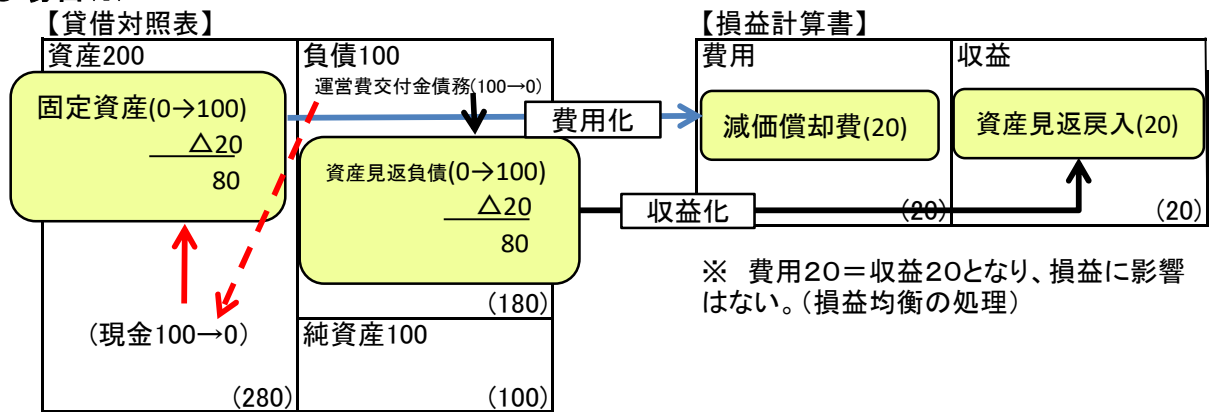 【貸借対照表】
資産200
固定資産(0→100)
△20
80
(現金100→0)
(280)
負債100
運営費交付金債務(100→0)
資産見返負債(0→100)
△20
80
(180)
純資産100
(100)
費用化
収益化
【損益計算書】
費用
減価償却費(20)
(20)
収益
資産見返戻入(20)
(20)
※ 費用20=収益20となり、損益に影響
はない。(損益均衡の処理)